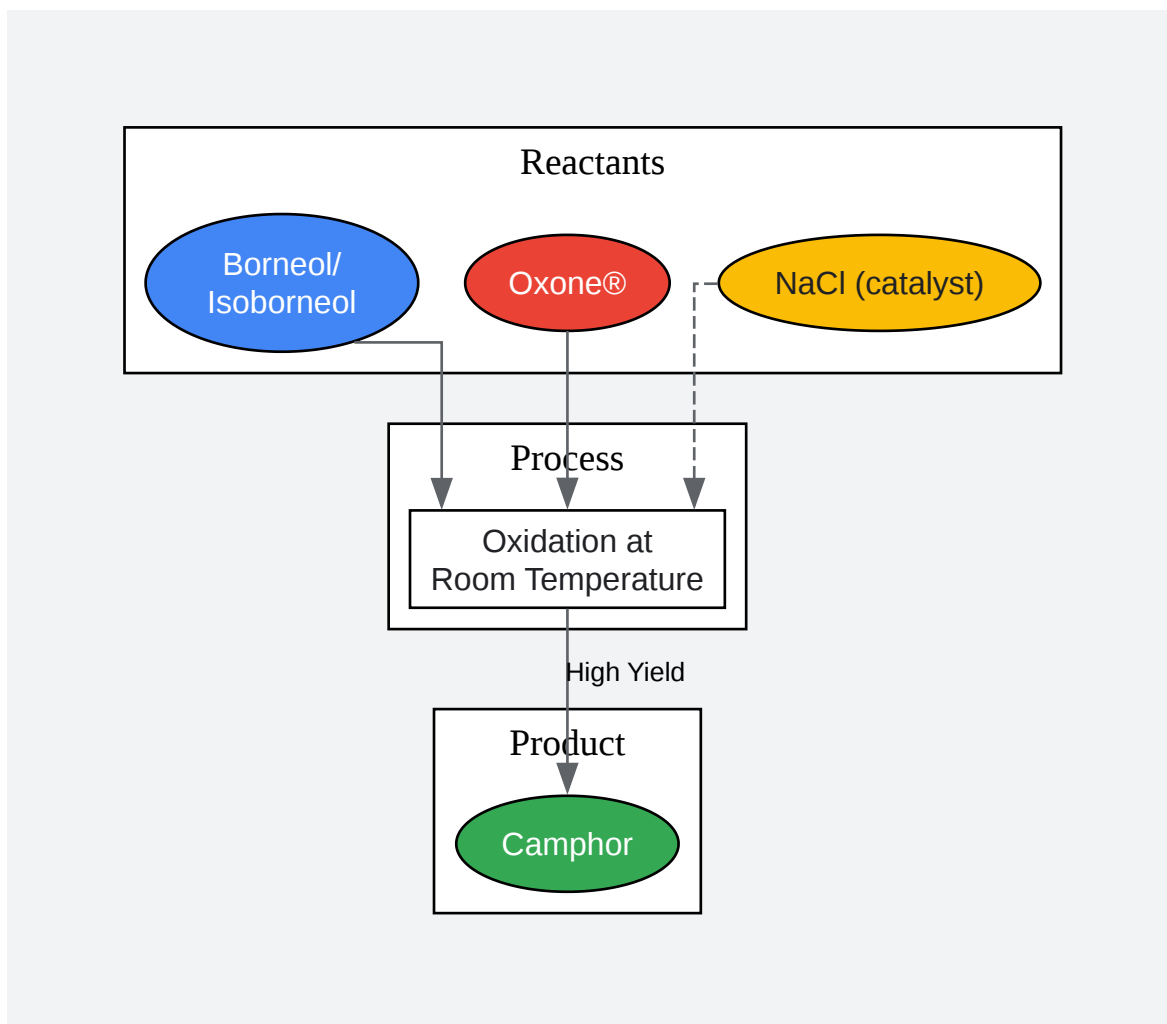 Reactants
Borneol/
Isoborneol
Oxone®
NaCl (catalyst)
Process
Oxidation at
Room Temperature
High Yield
Product
Camphor